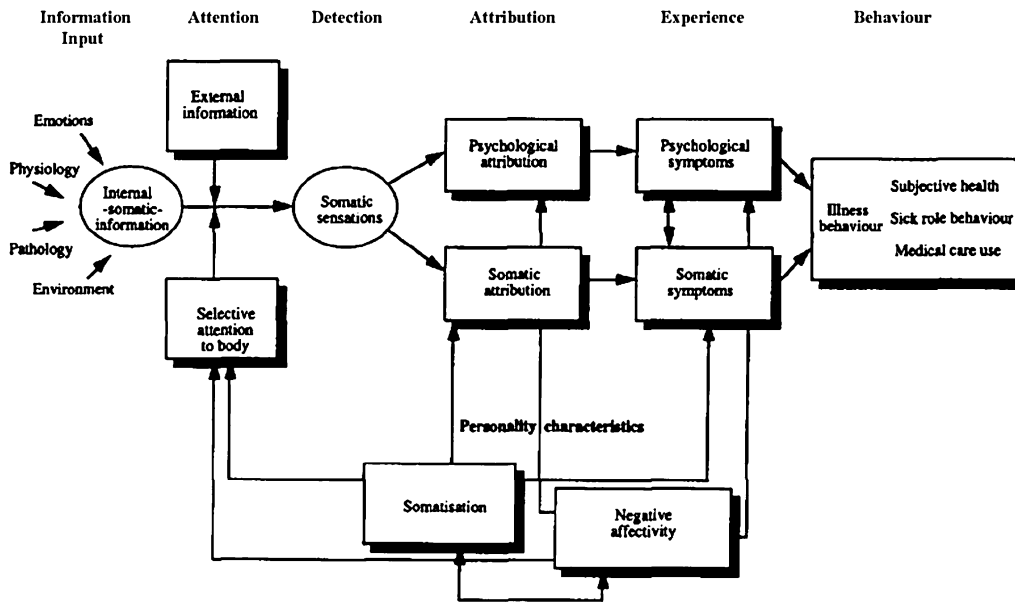 Information
Input
Attention
Detection
Attribution
Experience
Behaviour
External
information
Emotions
Physiology
Pathology
Environment
Internal
-somatic-
information
Selective
attention
to body
Somatic
sensations
Psychological
attribution
Somatic
attribution
Psychological
symptoms
Somatic
symptoms
Illness
behaviour
Subjective health
Sick role behaviour
Medical care use
Personality characteristics
Somatisation
Negative
affectivity